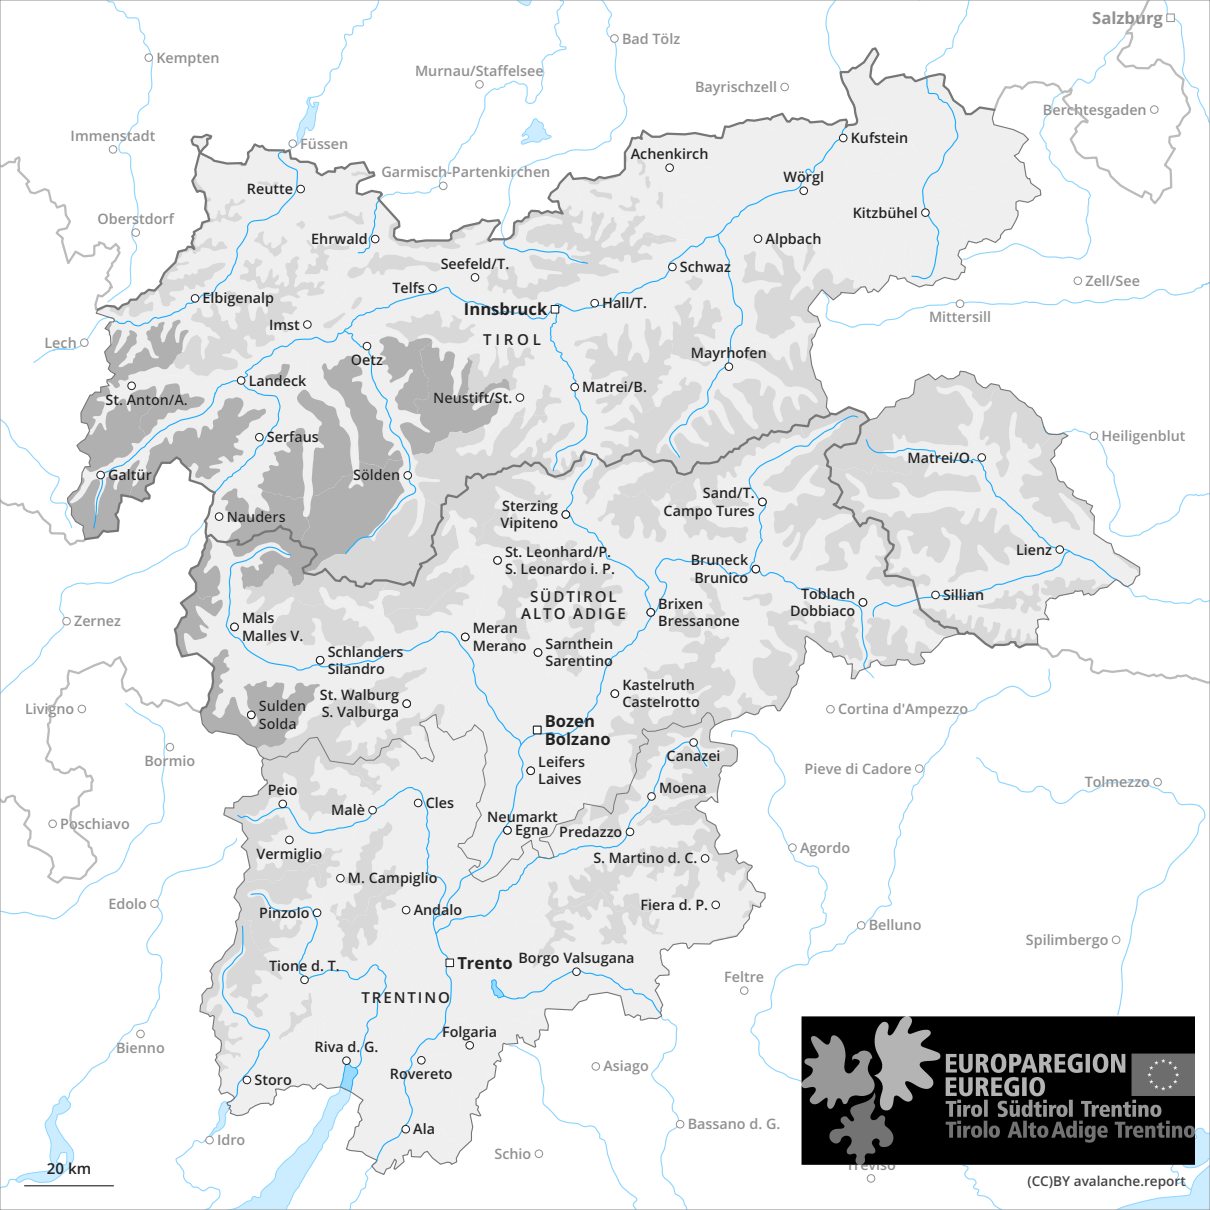 Salzburg
Bad Tölz
Kempten
Murnau/Staffelsee
Bayrischzell
Berchtesgaden
Immenstadt
Füssen
Kufstein
Achenkirch
Garmisch-Partenkirchen
Wörgl
Reutte
Oberstdorf
Kitzbühel
Ehrwald
Alpbach
Seefeld/T.
Schwaz
Zell/See
Telfs
Elbigenalp
Innsbruck
Hall/T.
Mittersill
Imst
TIROL
Lech
Oetz
Mayrhofen
Landeck
Matrei/B.
St. Anton/A.
Neustift/St.
Serfaus
Heiligenblut
Matrei/O.
Galtür
Sölden
Sand/T.
Campo Tures
Sterzing
Vipiteno
Nauders
St. Leonhard/P.
S. Leonardo i. P.
Lienz
Bruneck
Brunico
SÜDTIROL
ALTO ADIGE
Toblach
Dobbiaco
Sillian
Brixen
Bressanone
Zernez
Mals
Malles V.
Meran
Merano
Sarnthein
Sarentino
Schlanders
Silandro
St. Walburg
S. Valburga
Kastelruth
Castelrotto
Livigno
Sulden
Solda
Cortina d'Ampezzo
Bozen
Bolzano
Bormio
Canazei
Leifers
Laives
Pieve di Cadore
Tolmezzo
Peio
Moena
Malè
Cles
Poschiavo
Neumarkt
Egna
Predazzo
Vermiglio
S. Martino d. C.
Agordo
M. Campiglio
Edolo
Pinzolo
Andalo
Fiera d. P.
Belluno
Spilimbergo
Tione d. T.
Trento
Borgo Valsugana
Feltre
TRENTINO
Folgaria
Bienno
Riva d. G.
Asiago
Rovereto
Storo
EUROPAREGION
EUREGIO
Tirol Südtirol Trentino
Tirolo Alto Adige Trentino
Idro
Ala
Bassano d. G.
Schio
Treviso
20 km
(CC)BY avalanche.report